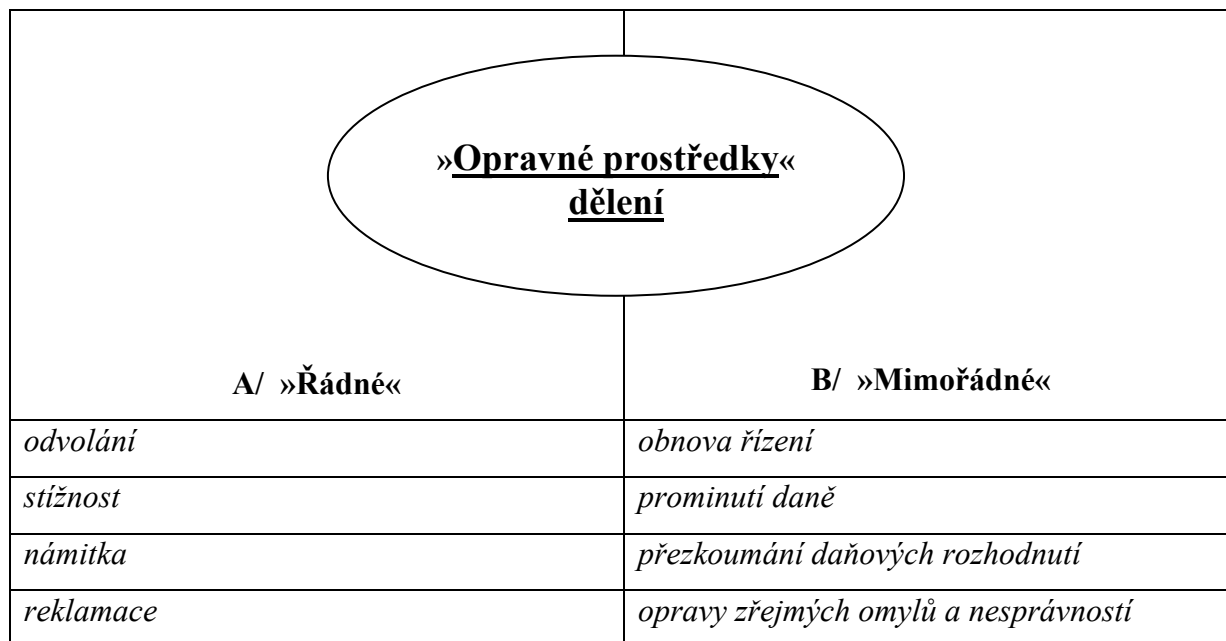 »Opravné prostředky«
dělení
A/ »Řádné«
B/ »Mimořádné«
odvolání
obnova řízení
stížnost
prominutí daně
námitka
přezkoumání daňových rozhodnutí
reklamace
opravy zřejmých omylů a nesprávností